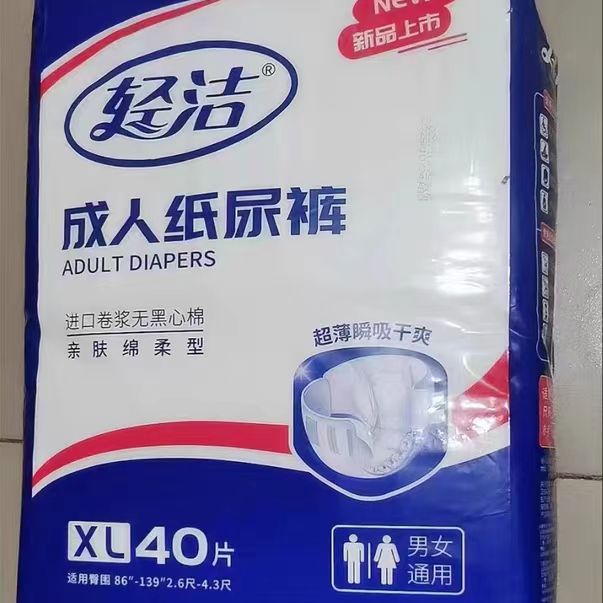 New
新品上市
轻洁®
成人纸尿裤
ADULT DIAPERS
进口卷浆无黑心棉
亲肤绵柔型
超薄瞬吸干爽
XL40片
适用臀围 86"-139"2.6尺-4.3尺
男女
通用